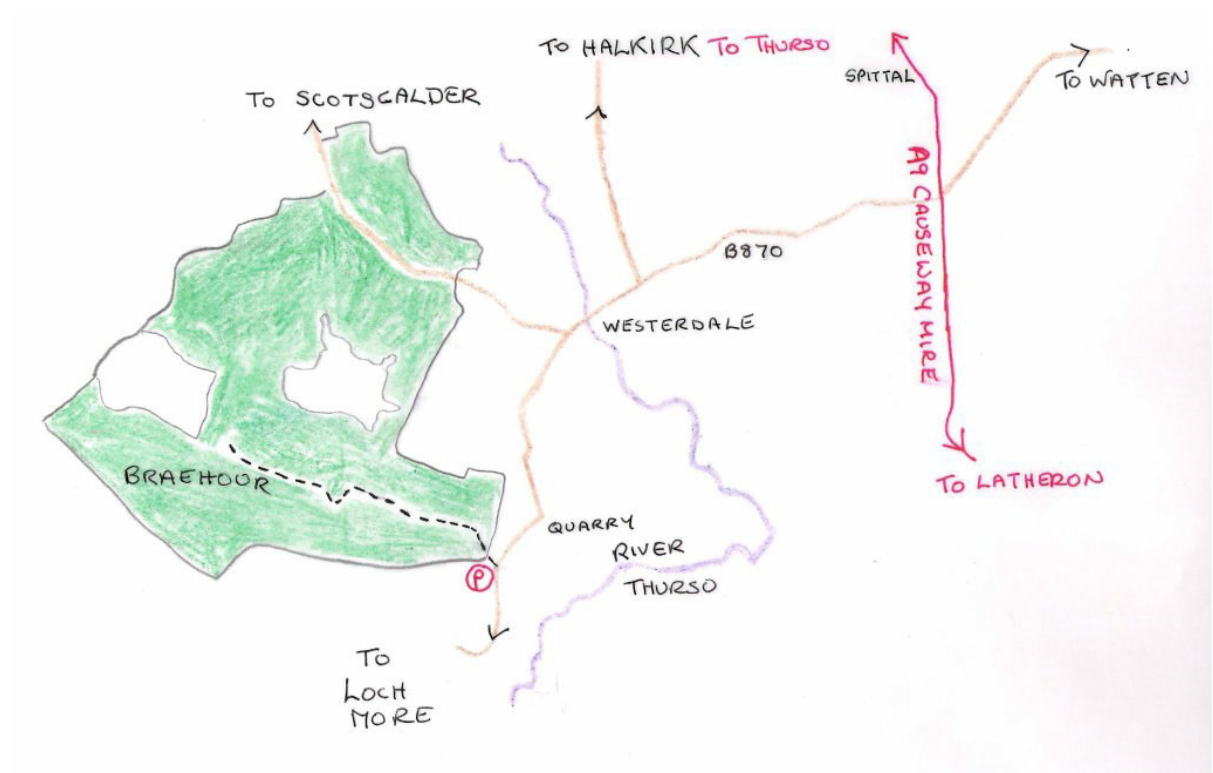 TO HALKIRK TO THURSO
SPITTAL
TO WATTEN
TO SCOTSCALDER
A9 CAUSEWAY MIRE
B870
WESTERDALE
BRAEHOUR
TO LATHERON
QUARRY
RIVER
THURSO
P
TO
LOCH
MORE